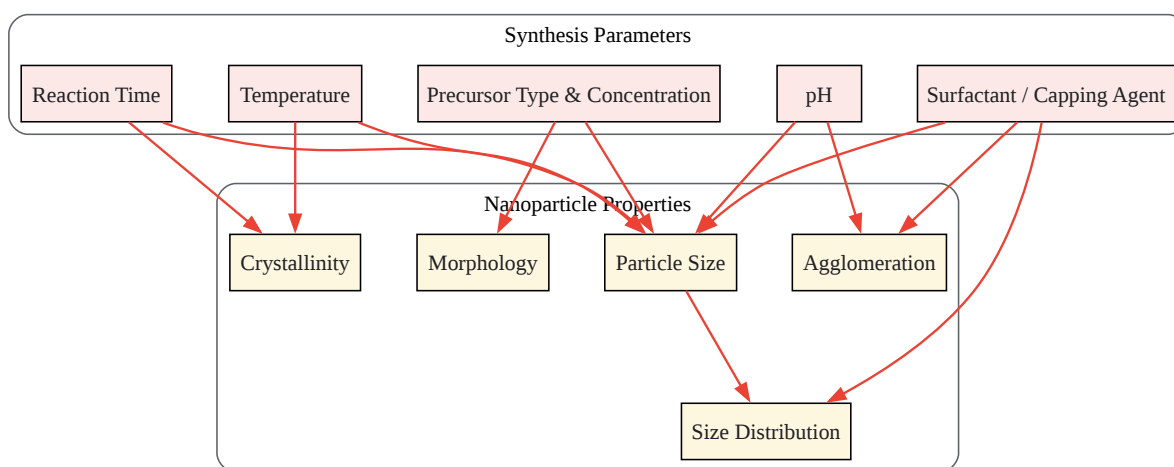 Synthesis Parameters
Reaction Time
Temperature
Precursor Type & Concentration
pH
Surfactant / Capping Agent
Nanoparticle Properties
Crystallinity
Morphology
Particle Size
Agglomeration
Size Distribution